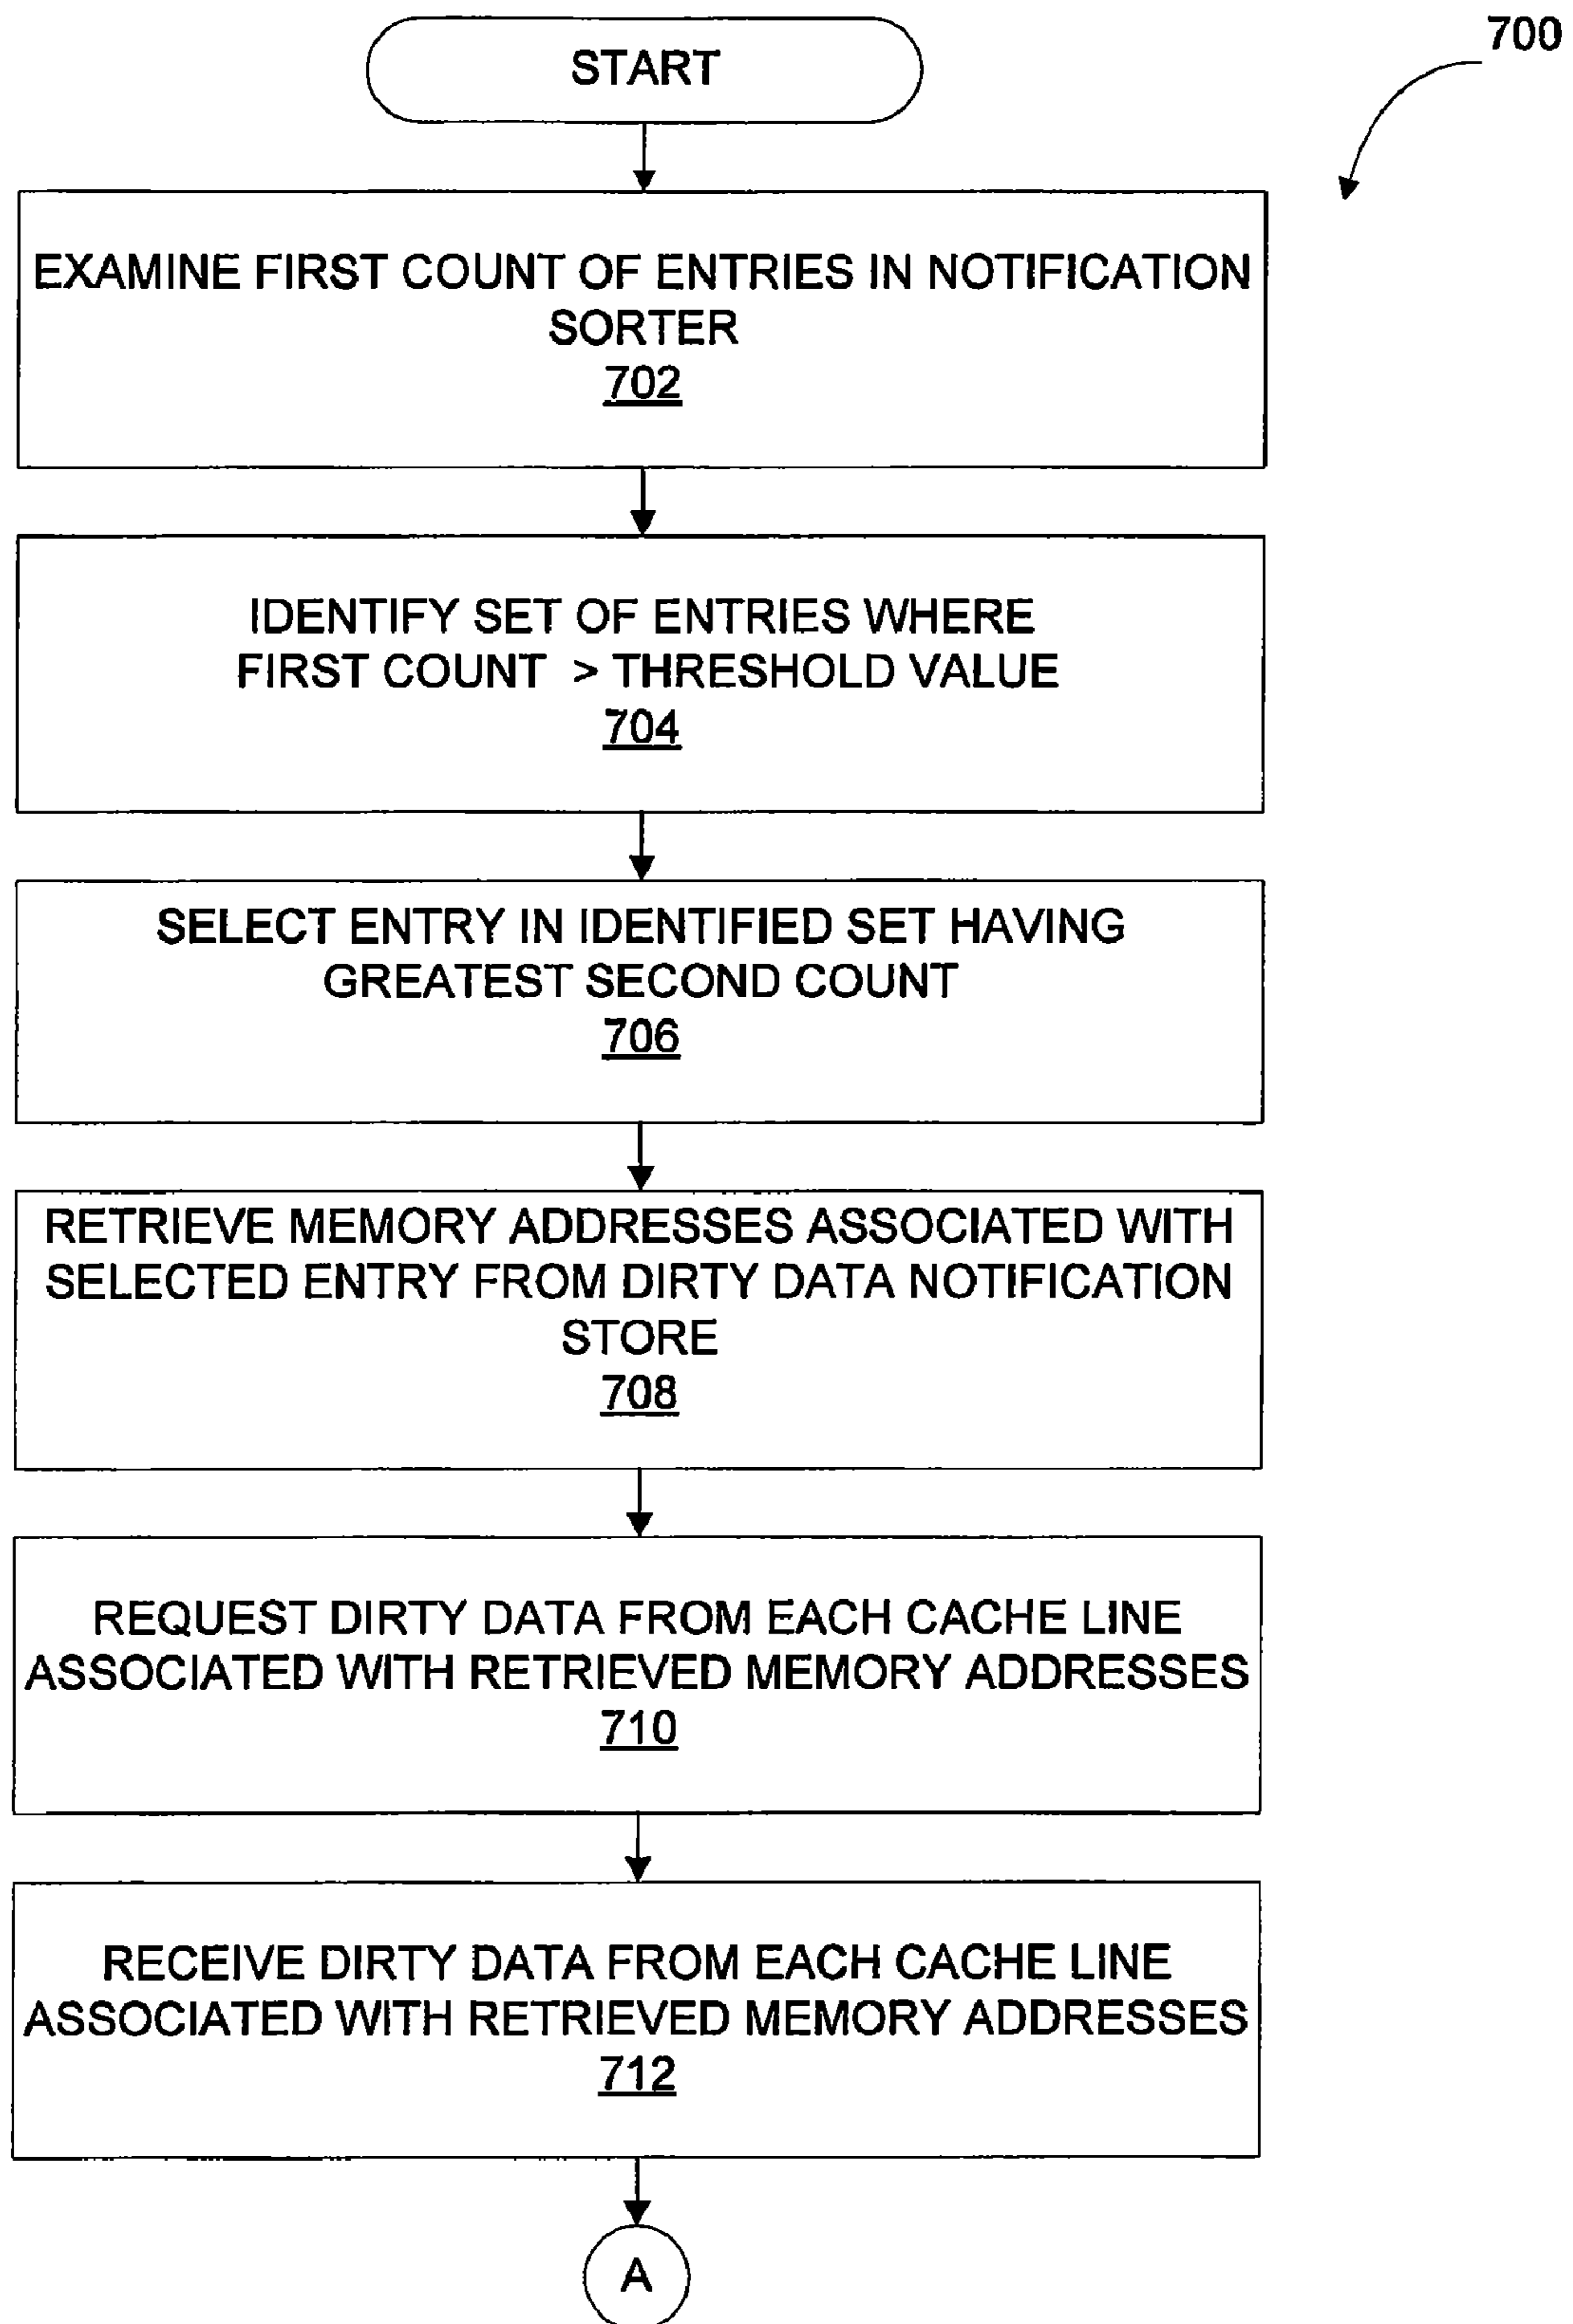 START
700
EXAMINE FIRST COUNT OF ENTRIES IN NOTIFICATION
SORTER
702
IDENTIFY SET OF ENTRIES WHERE
FIRST COUNT > THRESHOLD VALUE
704
SELECT ENTRY IN IDENTIFIED SET HAVING
GREATEST SECOND COUNT
706
RETRIEVE MEMORY ADDRESSES ASSOCIATED WITH
SELECTED ENTRY FROM DIRTY DATA NOTIFICATION
STORE
708
REQUEST DIRTY DATA FROM EACH CACHE LINE
ASSOCIATED WITH RETRIEVED MEMORY ADDRESSES
710
RECEIVE DIRTY DATA FROM EACH CACHE LINE
ASSOCIATED WITH RETRIEVED MEMORY ADDRESSES
712
A